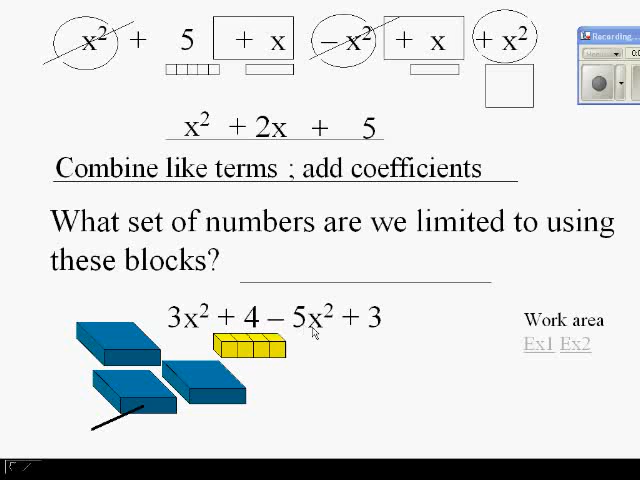 x² + 5 + x – x² + x + x²
x² + 2x + 5
Combine like terms ; add coefficients
What set of numbers are we limited to using
these blocks?
3x² + 4 – 5x² + 3
Work area
Ex1 Ex2
Recording...